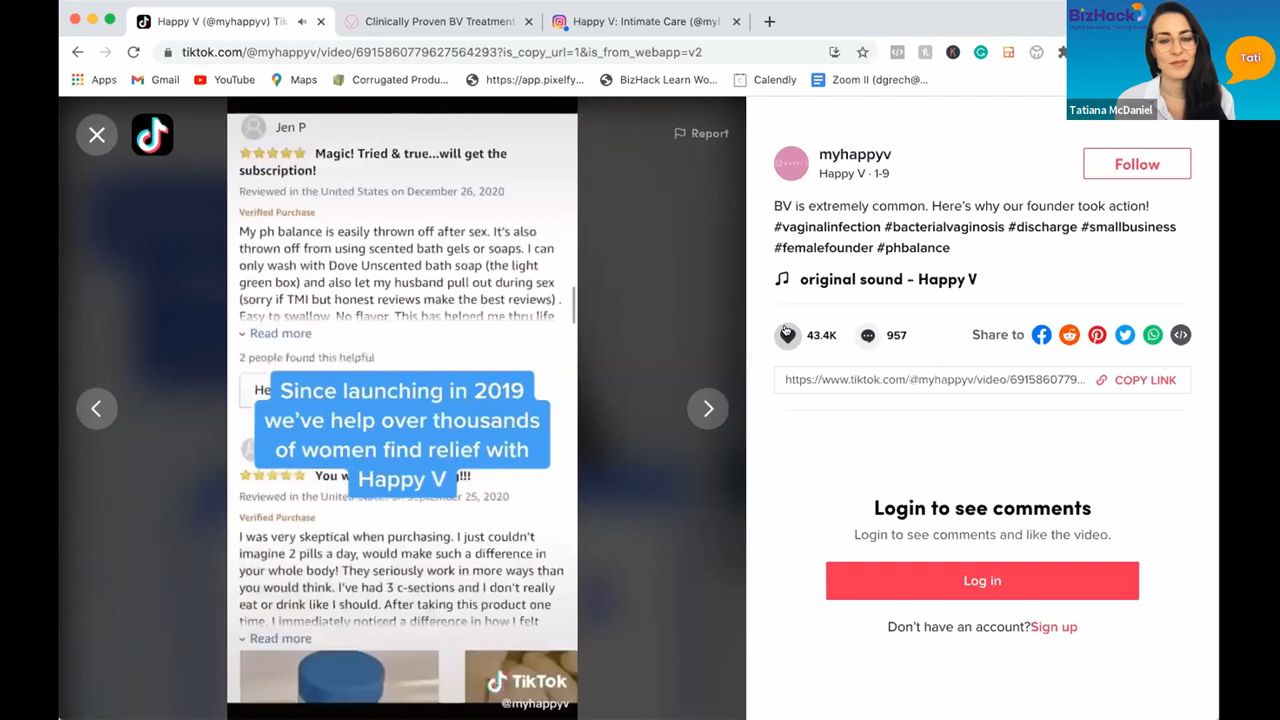 Happy V (@myhappyv) Tik
Clinically Proven BV Treatment
Happy V: Intimate Care (@my
tiktok.com/@myhappyv/video/6915860779627564293?is_copy_url=1&is_from_webapp=v2
Apps
Gmail
YouTube
Maps
Corrugated Produ...
https://app.pixelfy...
BizHack Learn Wo...
Calendly
Zoom II (dgrech@...
BizHack
Digital Marketing Training Academy
Tati
Tatiana McDaniel
Report
Jen P
Magic! Tried & true...will get the
subscription!
Reviewed in the United States on December 26, 2020
Verified Purchase
My ph balance is easily thrown off after sex. It's also
thrown off from using scented bath gels or soaps. I can
only wash with Dove Unscented bath soap (the light
green box) and also let my husband pull out during sex
(sorry if TMI but honest reviews make the best reviews) .
Easy to swallow. No flavor. This has helped me thru life
Read more
2 people found this helpful
He
Since launching in 2019
we've help over thousands
of women find relief with
Happy V
You w
!!!
Reviewed in the United
September 25, 2020
Verified Purchase
I was very skeptical when purchasing. I just couldn't
imagine 2 pills a day, would make such a difference in
your whole body! They seriously work in more ways than
you would think. I've had 3 c-sections and I don't really
eat or drink like I should. After taking this product one
time, I immediately noticed a difference in how I felt
Read more
TikTok
@myhappyv
myhappyv
Happy V · 1-9
Follow
BV is extremely common. Here's why our founder took action!
#vaginalinfection #bacterialvaginosis #discharge #smallbusiness
#femalefounder #phbalance
original sound - Happy V
43.4K
957
Share to
https://www.tiktok.com/@myhappyv/video/6915860779...
COPY LINK
Login to see comments
Login to see comments and like the video.
Log in
Don't have an account?Sign up